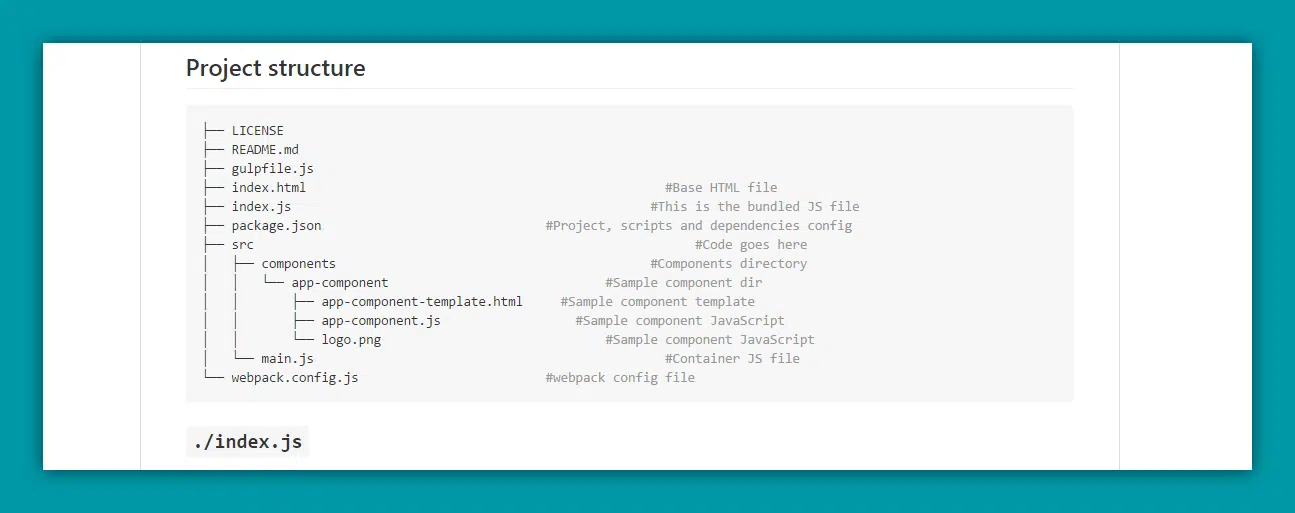 Project structure
├── LICENSE
├── README.md
├── gulpfile.js
├── index.html #Base HTML file
├── index.js #This is the bundled JS file
├── package.json #Project, scripts and dependencies config
├── src #Code goes here
│   ├── components #Components directory
│   │   └── app-component #Sample component dir
│   │       ├── app-component-template.html #Sample component template
│   │       ├── app-component.js #Sample component JavaScript
│   │       └── logo.png #Sample component JavaScript
│   └── main.js #Container JS file
└── webpack.config.js #webpack config file
./index.js